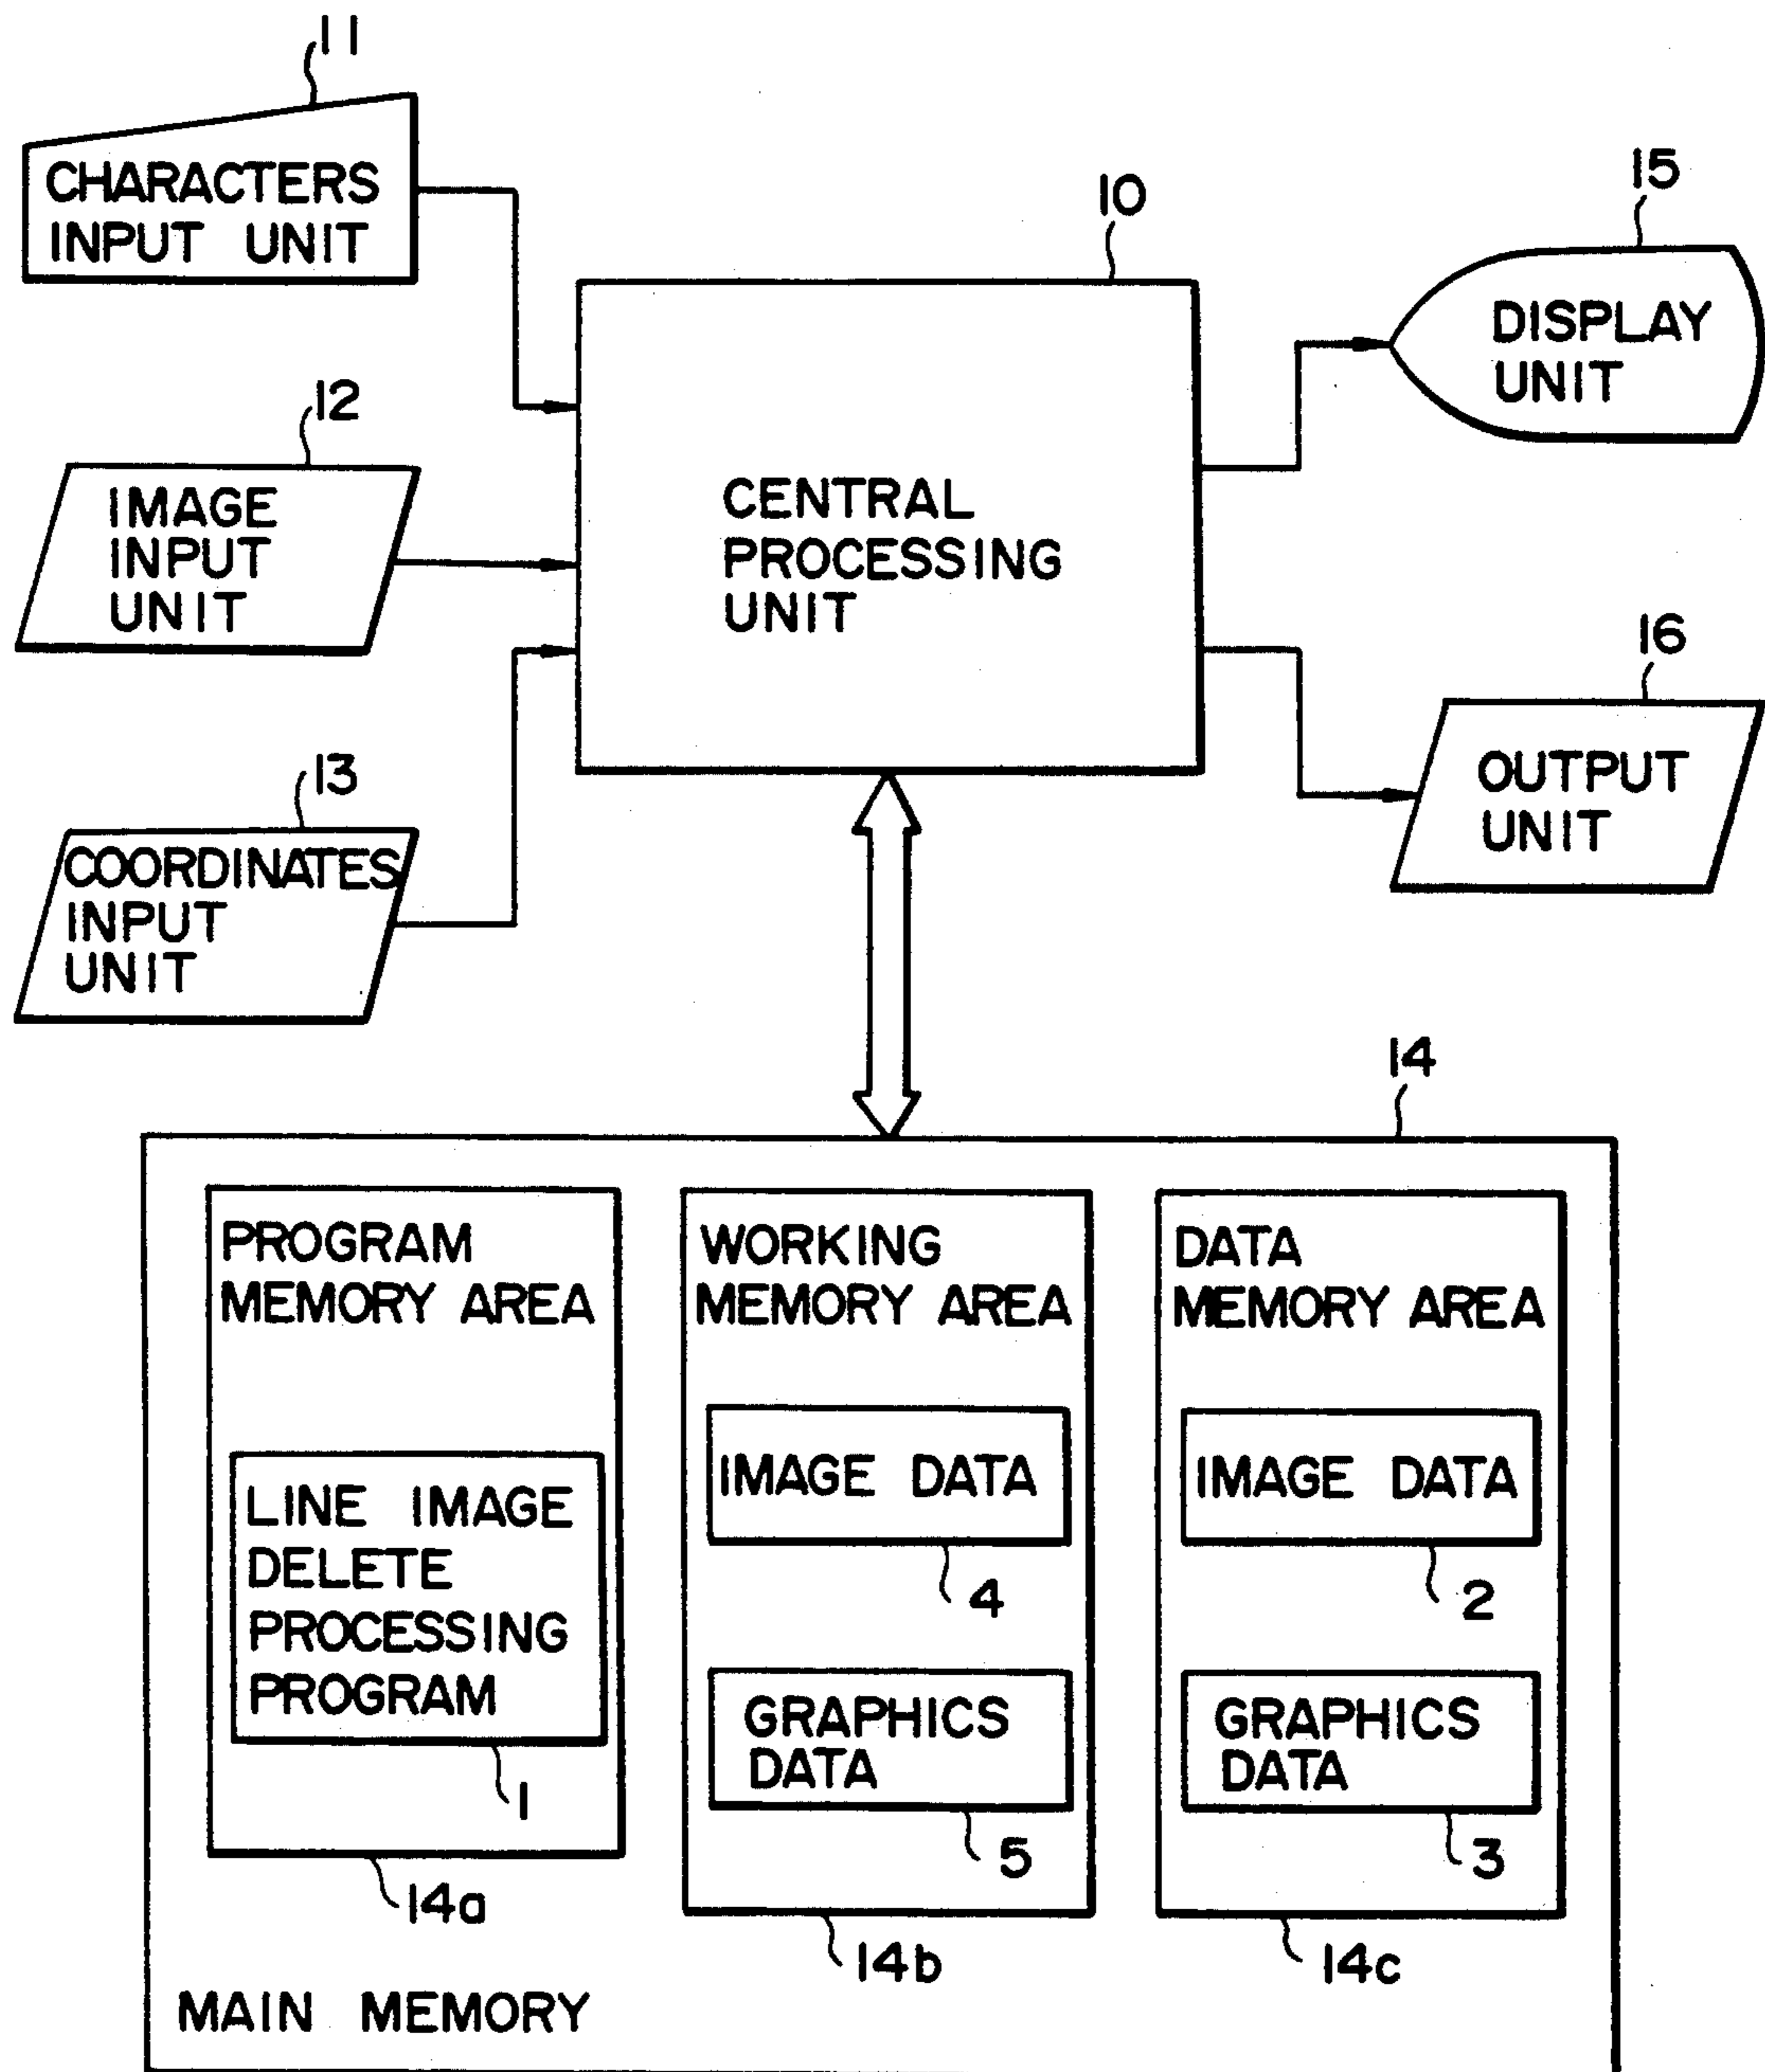 11
CHARACTERS
INPUT UNIT
10
15
DISPLAY
UNIT
12
IMAGE
INPUT
UNIT
CENTRAL
PROCESSING
UNIT
16
OUTPUT
UNIT
13
COORDINATES
INPUT
UNIT
14
PROGRAM
MEMORY AREA
LINE IMAGE
DELETE
PROCESSING
PROGRAM
1
14a
WORKING
MEMORY AREA
IMAGE DATA
4
GRAPHICS
DATA
5
14b
DATA
MEMORY AREA
IMAGE DATA
2
GRAPHICS
DATA
3
14c
MAIN MEMORY